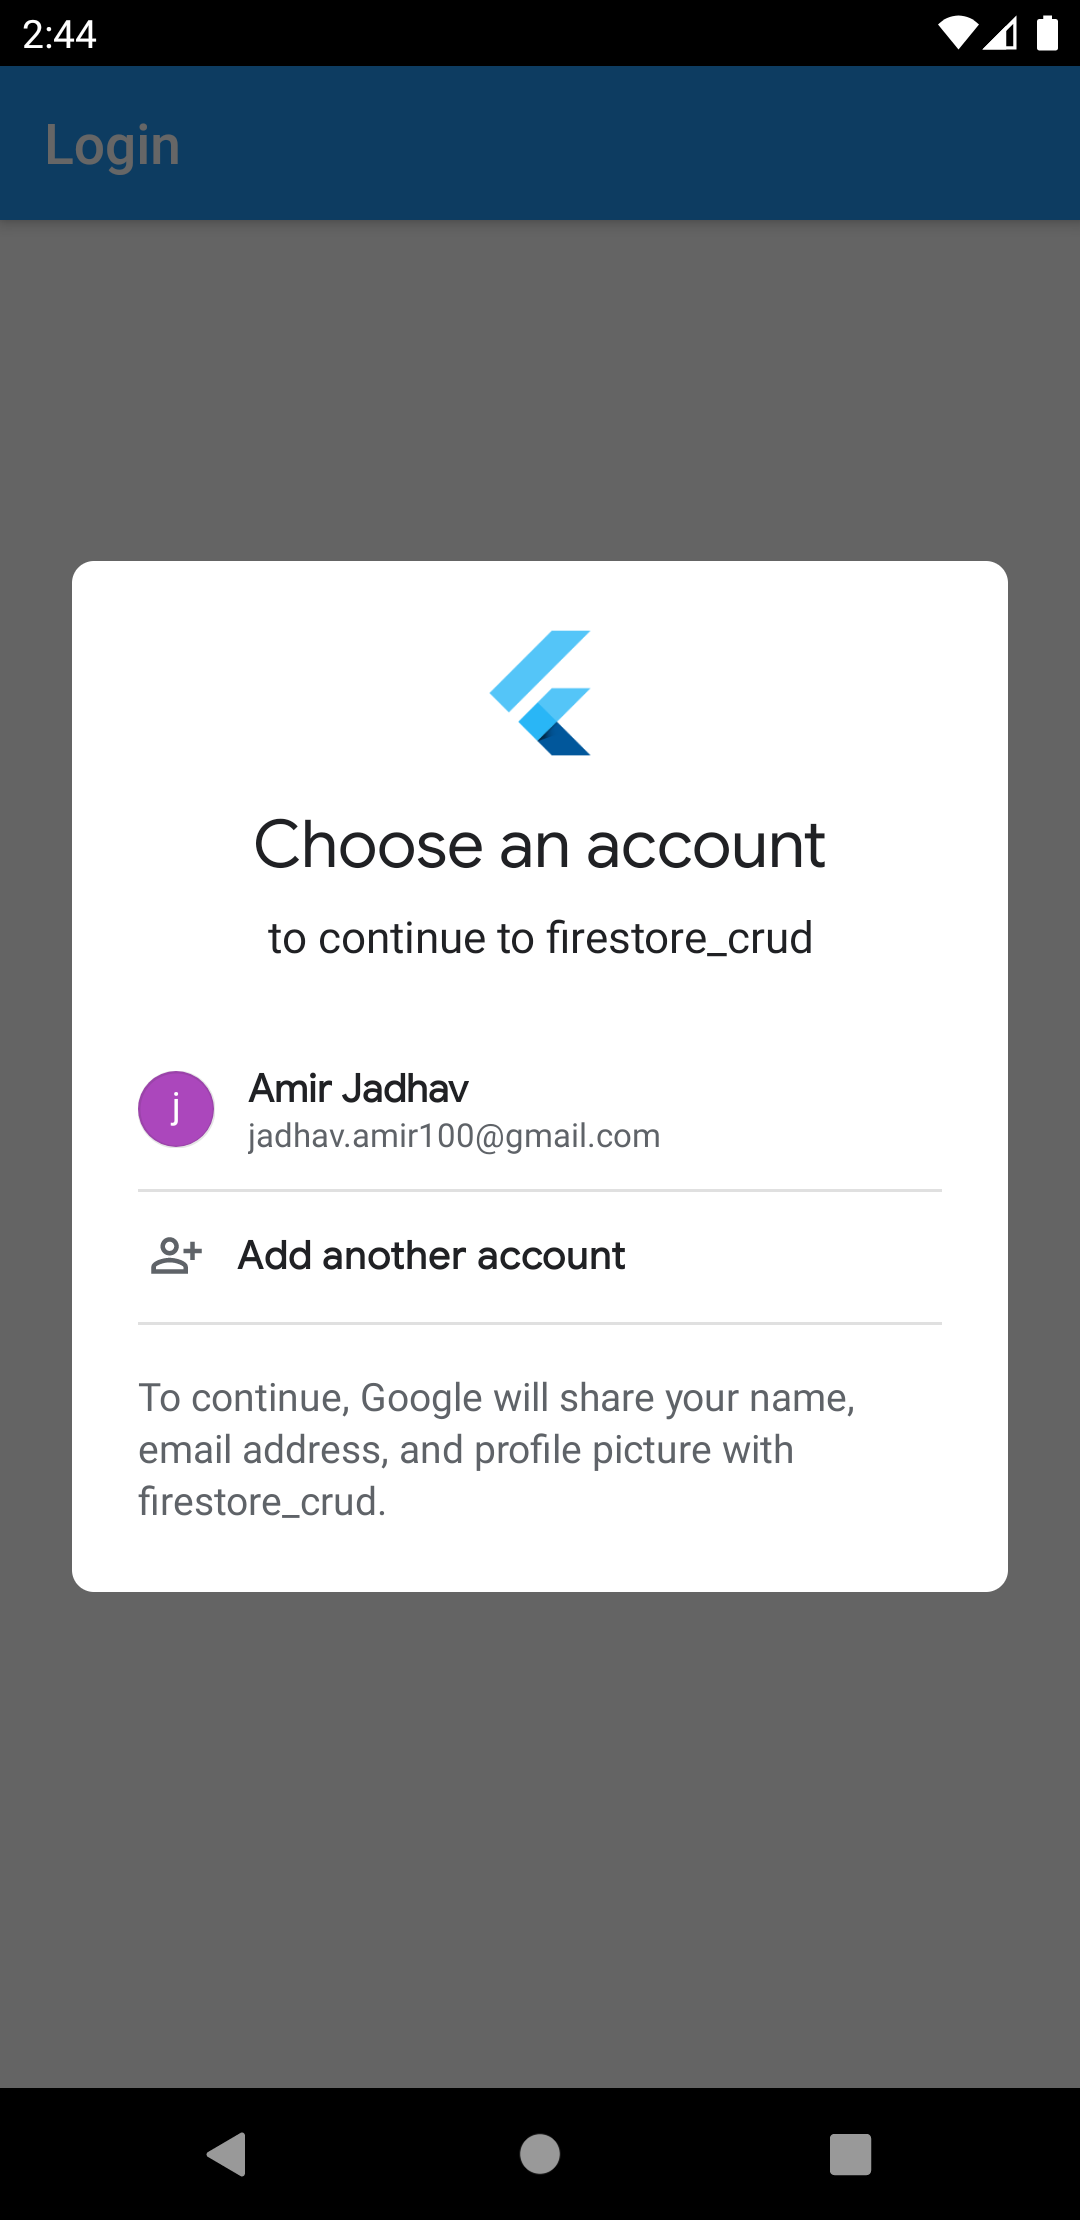 2:44
Login
Choose an account
to continue to firestore_crud
j
Amir Jadhav
jadhav.amir100@gmail.com
Add another account
To continue, Google will share your name,
email address, and profile picture with
firestore_crud.